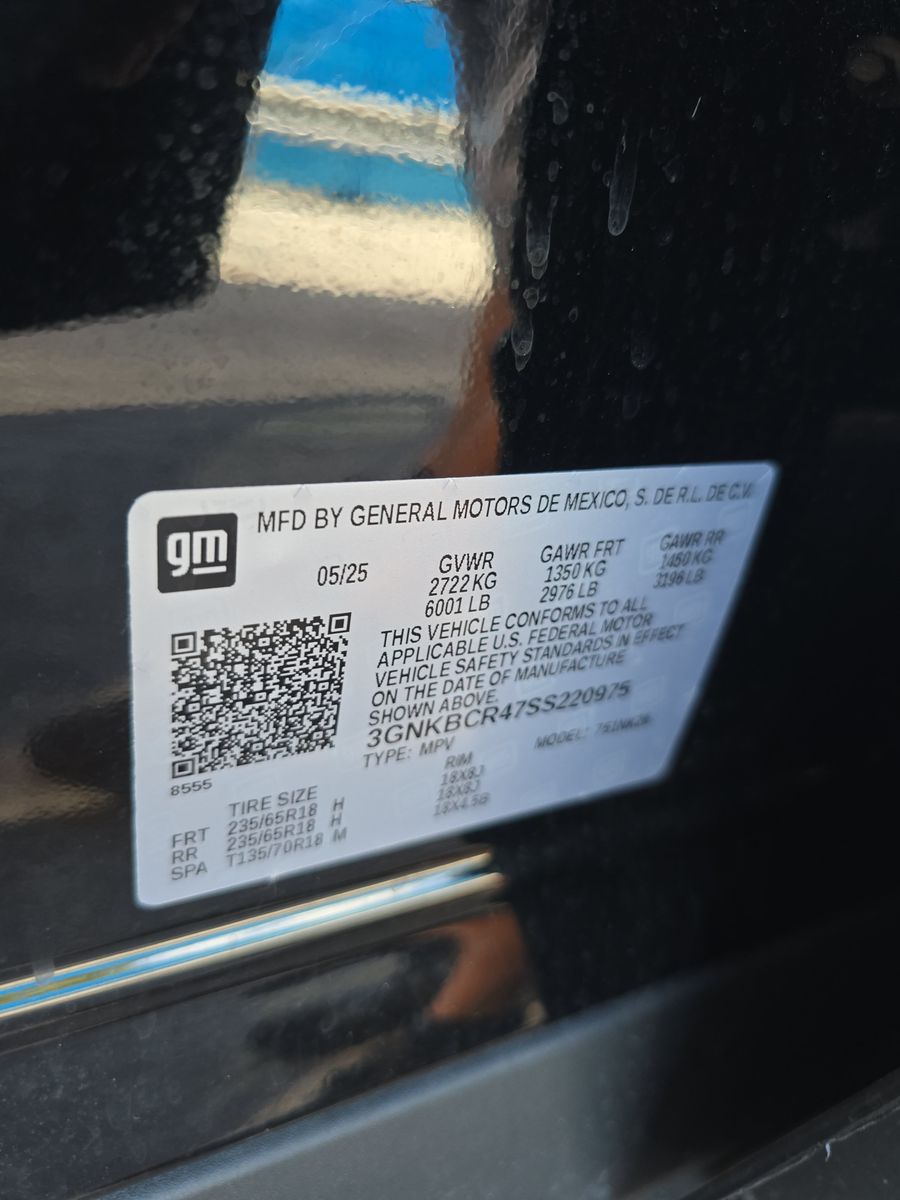 gm
MFD BY GENERAL MOTORS DE MEXICO, S. DE R.L. DE C.V.
05/25
GVWR
2722 KG
6001 LB
GAWR FRT
1350 KG
2976 LB
GAWR RR
1450 KG
3196 LB
THIS VEHICLE CONFORMS TO ALL
APPLICABLE U.S. FEDERAL MOTOR
VEHICLE SAFETY STANDARDS IN EFFECT
ON THE DATE OF MANUFACTURE
SHOWN ABOVE.
3GNKBCR47SS220975
TYPE: MPV MODEL:
8555
TIRE SIZE RIM
FRT 235/65R18 H 18X8J
RR 235/65R18 H 18X8J
SPA T135/70R18 M 18X4.5B